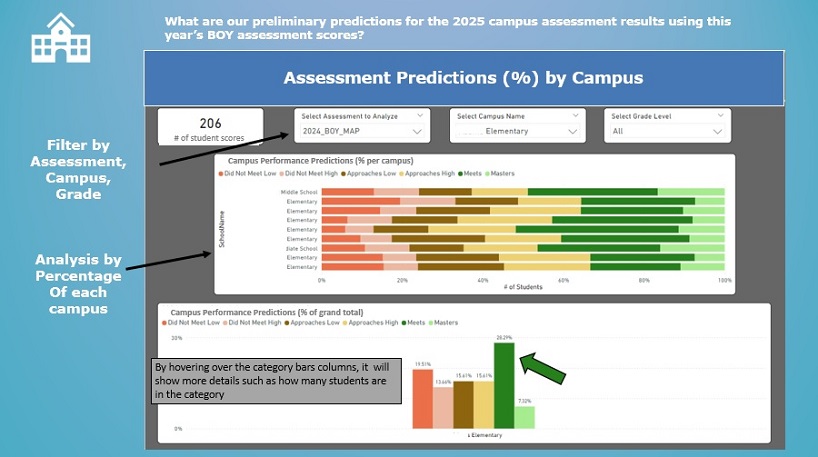 What are our preliminary predictions for the 2025 campus assessment results using this
year's BOY assessment scores?
Assessment Predictions (%) by Campus
Filter by
Assessment,
Campus,
Grade
206
# of student scores
Select Assessment to Analyze
2024_BOY_MAP
Select Campus Name
Elementary
Select Grade Level
All
Campus Performance Predictions (% per campus)
Did Not Meet Low Did Not Meet High Approaches Low Approaches High Meets Masters
SchoolName
Middle School
Elementary
Elementary
Elementary
Elementary
Elementary
School
Elementary
Elementary
0% 20% 40% 60% 80% 100%
# of Students
Analysis by
Percentage
Of each
campus
Campus Performance Predictions (% of grand total)
Did Not Meet Low Did Not Meet High Approaches Low Approaches High Meets Masters
By hovering over the category bars columns, it will
show more details such as how many students are
in the category
0%
19.51% 13.66% 15.61% 15.61% 28.29% 7.32%
Elementary